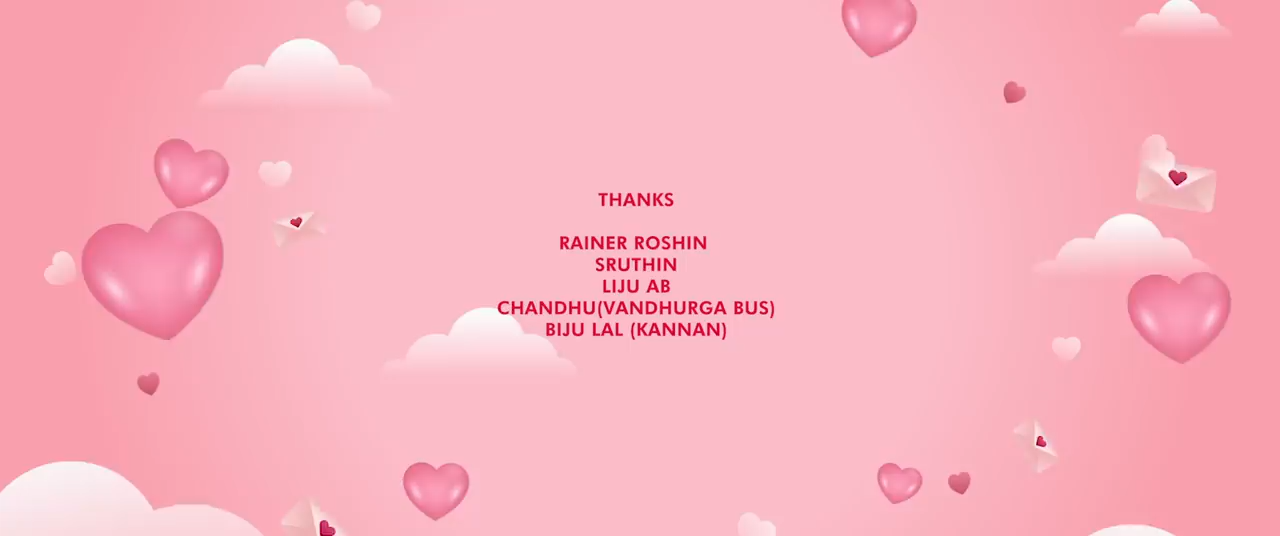 THANKS
RAINER ROSHIN
SRUTHIN
LIJU AB
CHANDHU(VANDHURGA BUS)
BIJU LAL (KANNAN)